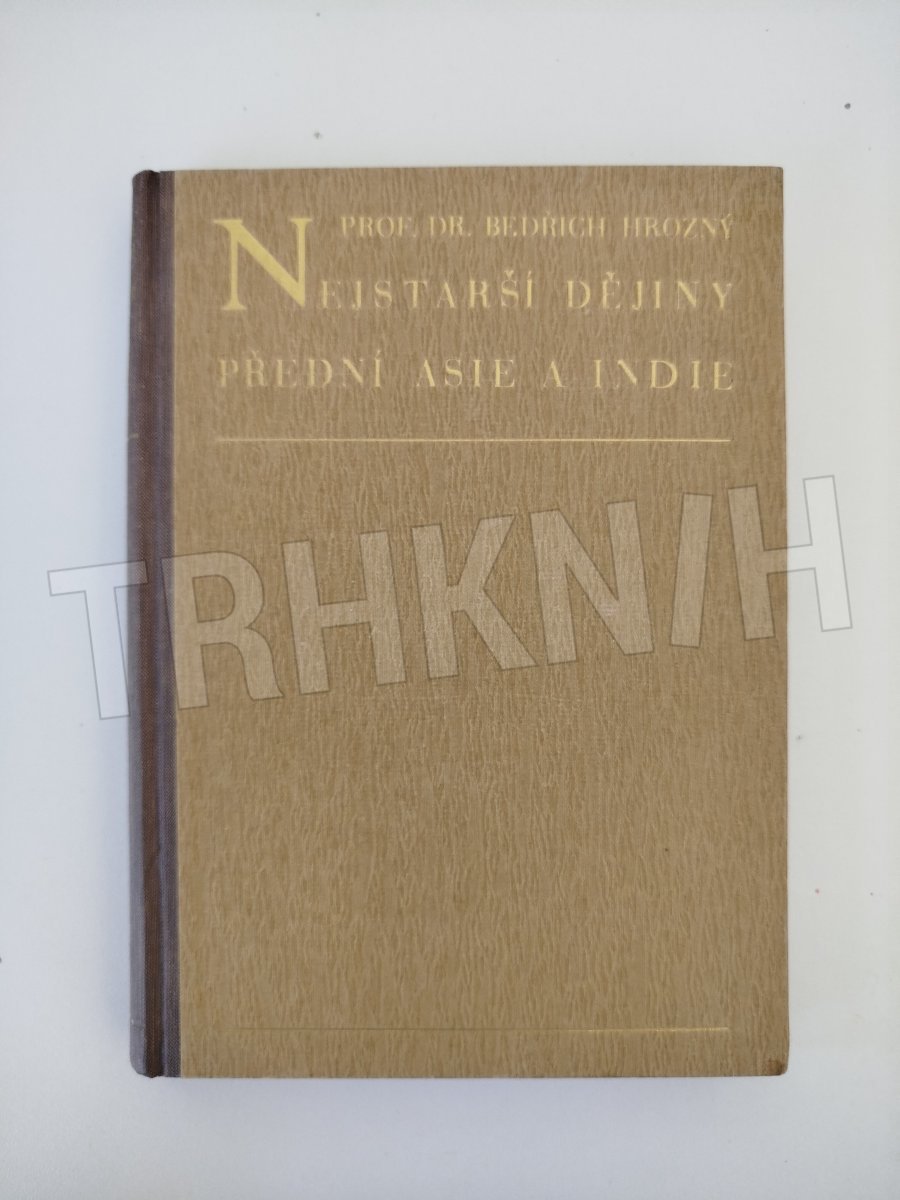 PROF. DR. BEDŘICH HROZNÝ
NEJSTARŠÍ DĚJINY
PŘEDNÍ ASIE A INDIE
TRHKNIH